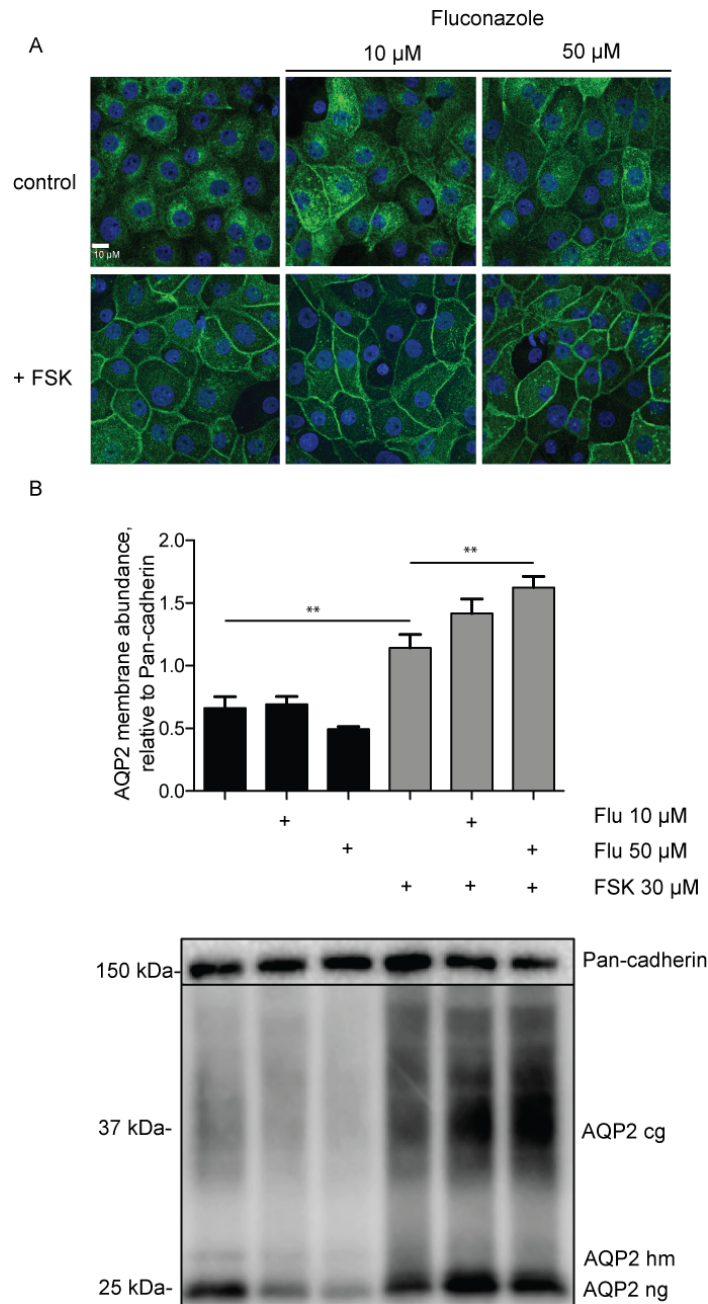 Fluconazole
A
10 µM 50 µM
control
10 µM
+ FSK
B
AQP2 membrane abundance,
relative to Pan-cadherin
2.0
1.5
1.0
0.5
0.0
**
**
+ + Flu 10 µM
+ + Flu 50 µM
+ + + FSK 30 µM
150 kDa- Pan-cadherin
37 kDa- AQP2 cg
AQP2 hm
25 kDa- AQP2 ng